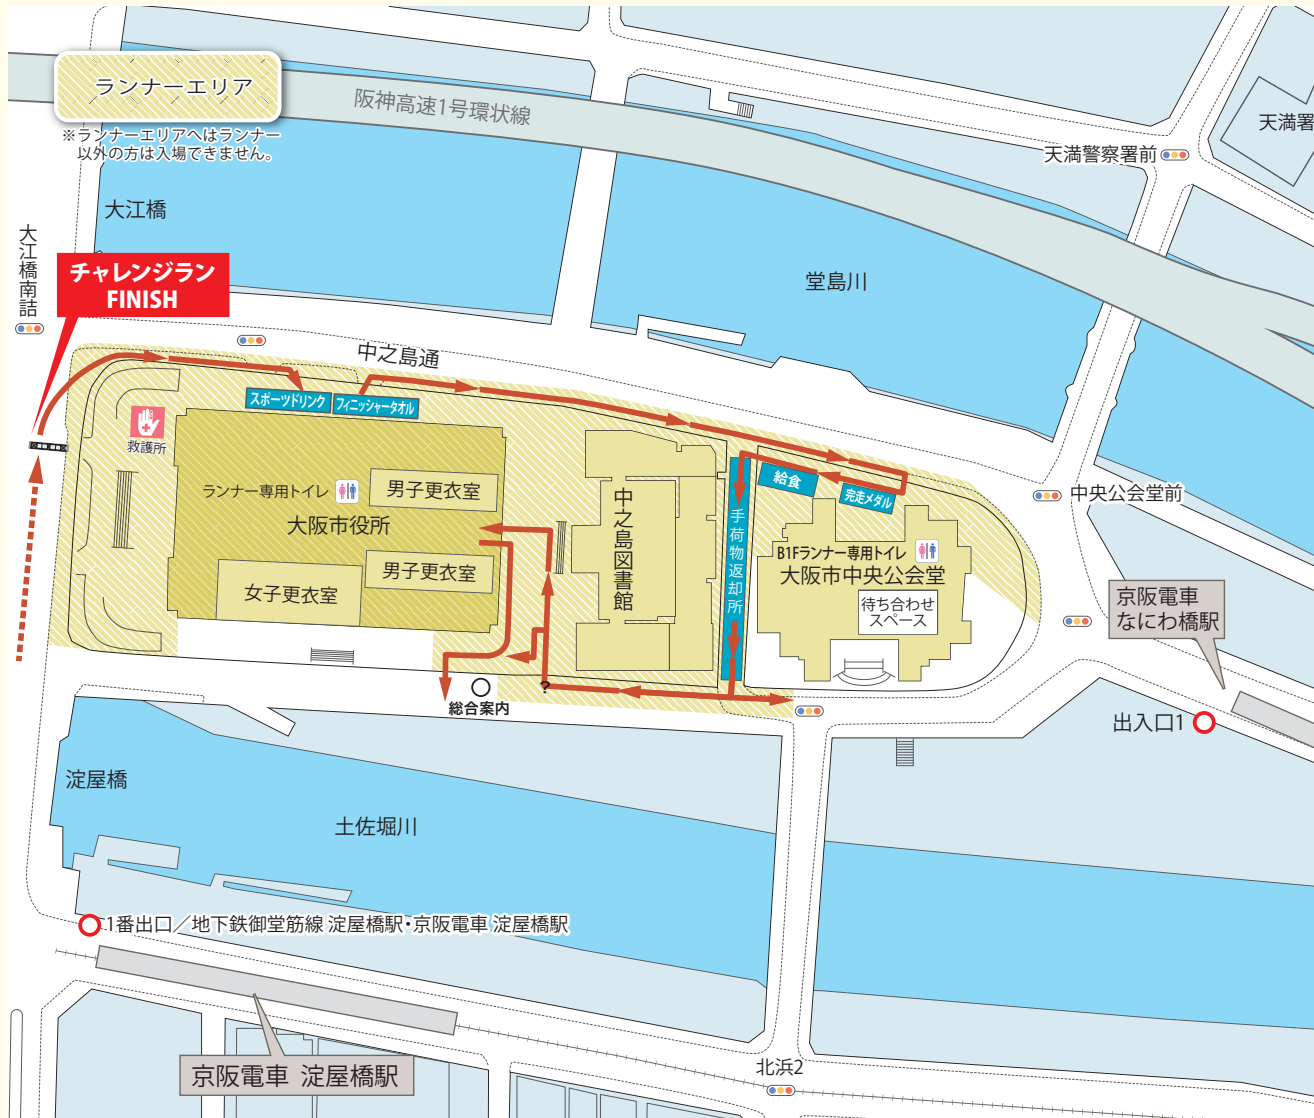 ランナーエリア
※ランナーエリアへはランナー
以外の方は入場できません。
阪神高速1号環状線
天満署
天満警察署前
大江橋
大江橋南詰
チャレンジラン
FINISH
堂島川
中之島通
スポーツドリンク
フィニッシャータオル
救護所
ランナー専用トイレ
男子更衣室
大阪市役所
男子更衣室
女子更衣室
中之島図書館
手荷物返却所
給食
完走メダル
中央公会堂前
B1Fランナー専用トイレ
大阪市中央公会堂
待ち合わせ
スペース
京阪電車
なにわ橋駅
?
総合案内
出入口1
淀屋橋
土佐堀川
1番出口／地下鉄御堂筋線 淀屋橋駅・京阪電車 淀屋橋駅
京阪電車 淀屋橋駅
北浜2